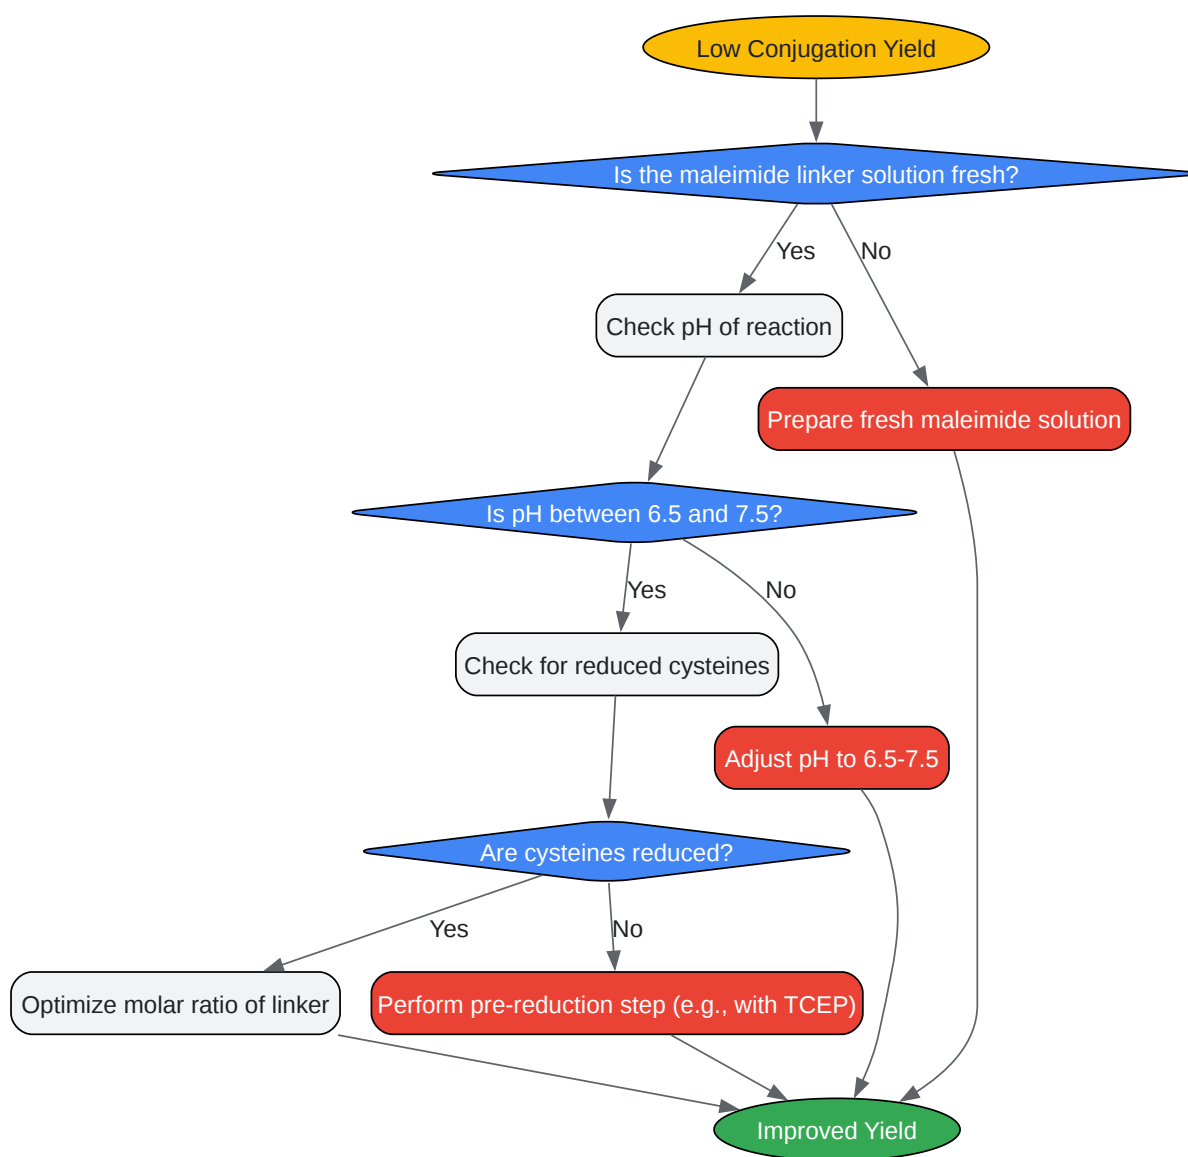 Low Conjugation Yield
Is the maleimide linker solution fresh?
Yes
No
Check pH of reaction
Prepare fresh maleimide solution
Is pH between 6.5 and 7.5?
Yes
No
Check for reduced cysteines
Adjust pH to 6.5-7.5
Are cysteines reduced?
Yes
No
Optimize molar ratio of linker
Perform pre-reduction step (e.g., with TCEP)
Improved Yield